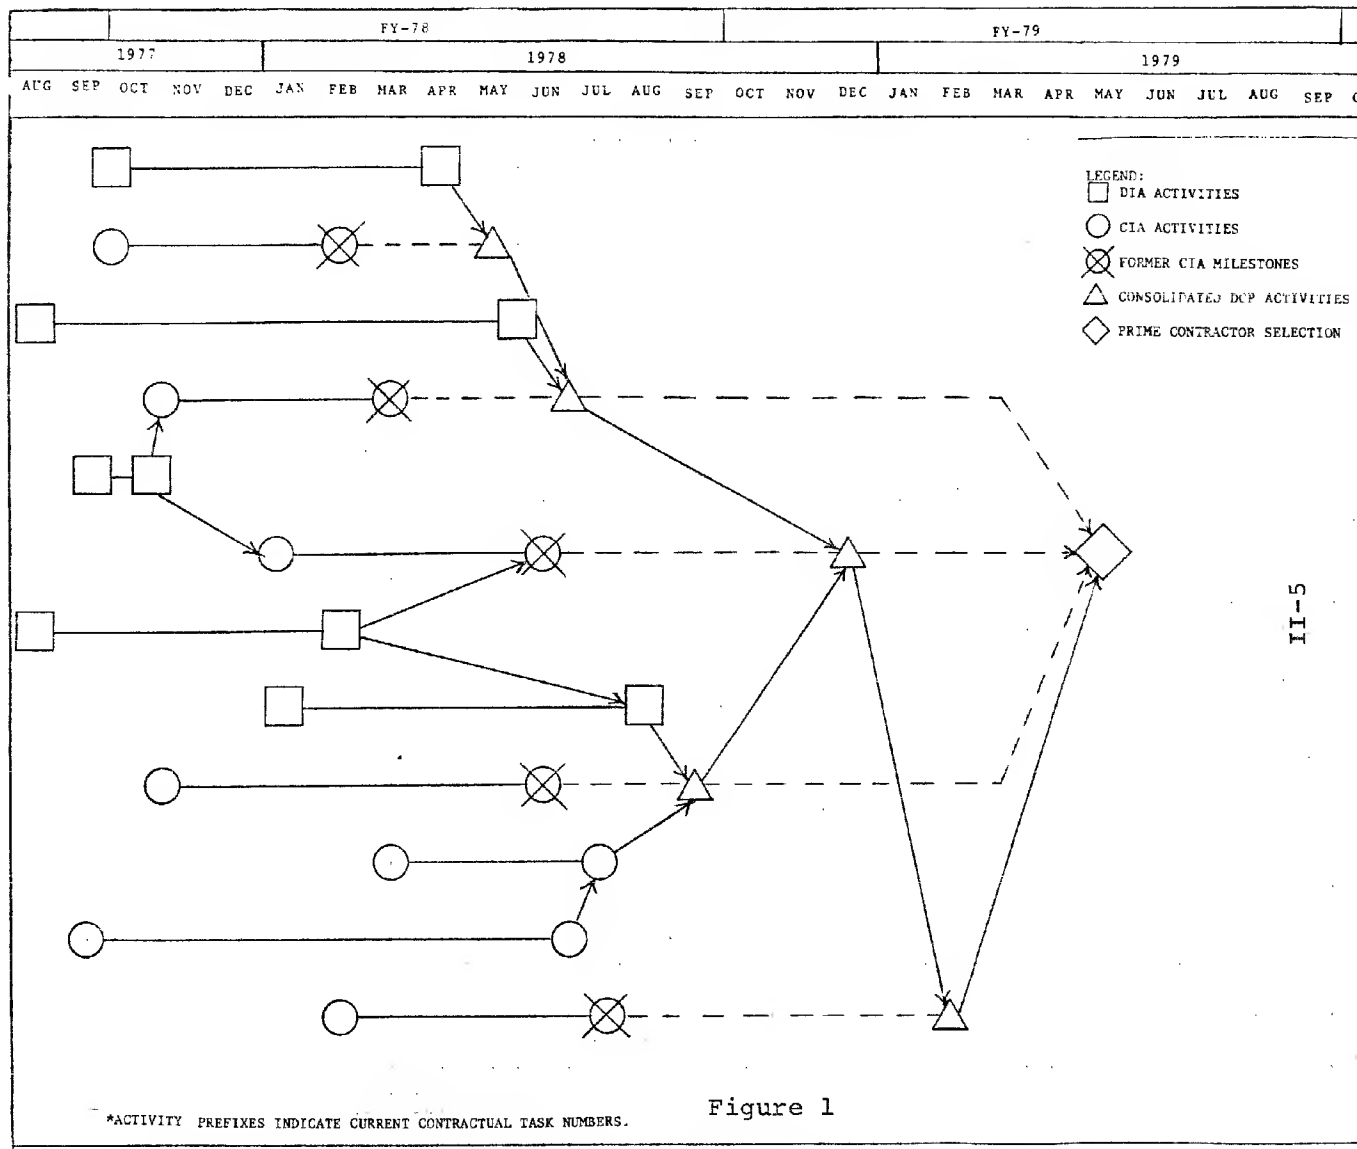 FY-78 FY-79
1977 1978 1979
AUG SEP OCT NOV DEC JAN FEB MAR APR MAY JUN JUL AUG SEP OCT NOV DEC JAN FEB MAR APR MAY JUN JUL AUG SEP
LEGEND:
DIA ACTIVITIES
CIA ACTIVITIES
FORMER CIA MILESTONES
CONSOLIDATED DCP ACTIVITIES
PRIME CONTRACTOR SELECTION
II-5
Figure 1
*ACTIVITY PREFIXES INDICATE CURRENT CONTRACTUAL TASK NUMBERS.